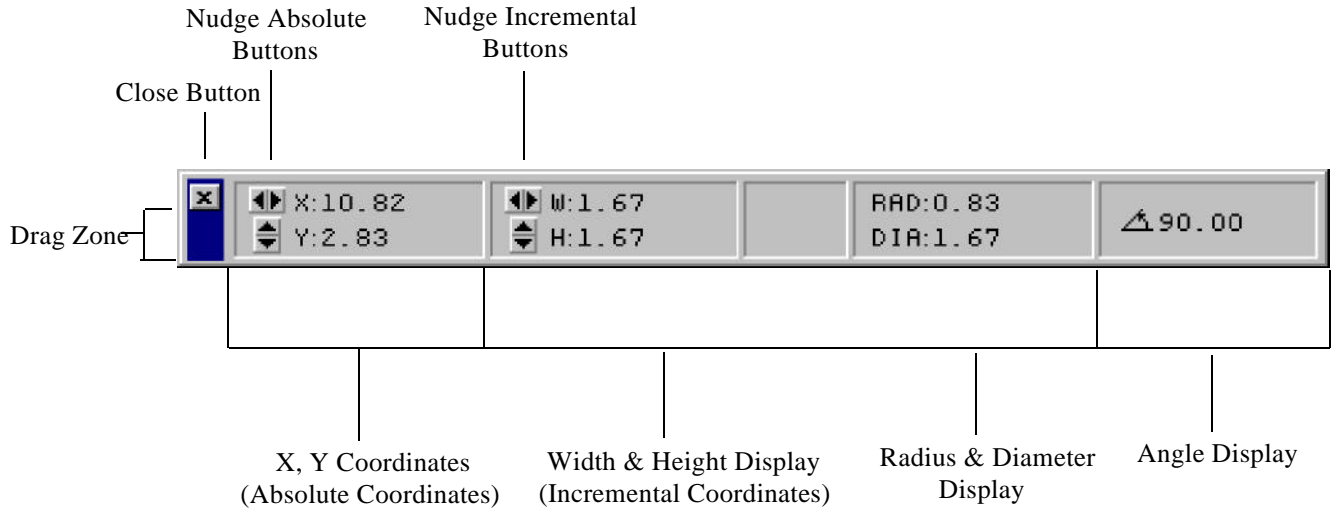 Nudge Absolute
Buttons
Nudge Incremental
Buttons
Close Button
Drag Zone
x
X:10.82
Y:2.83
W:1.67
H:1.67
RAD:0.83
DIA:1.67
90.00
X, Y Coordinates
(Absolute Coordinates)
Width & Height Display
(Incremental Coordinates)
Radius & Diameter
Display
Angle Display